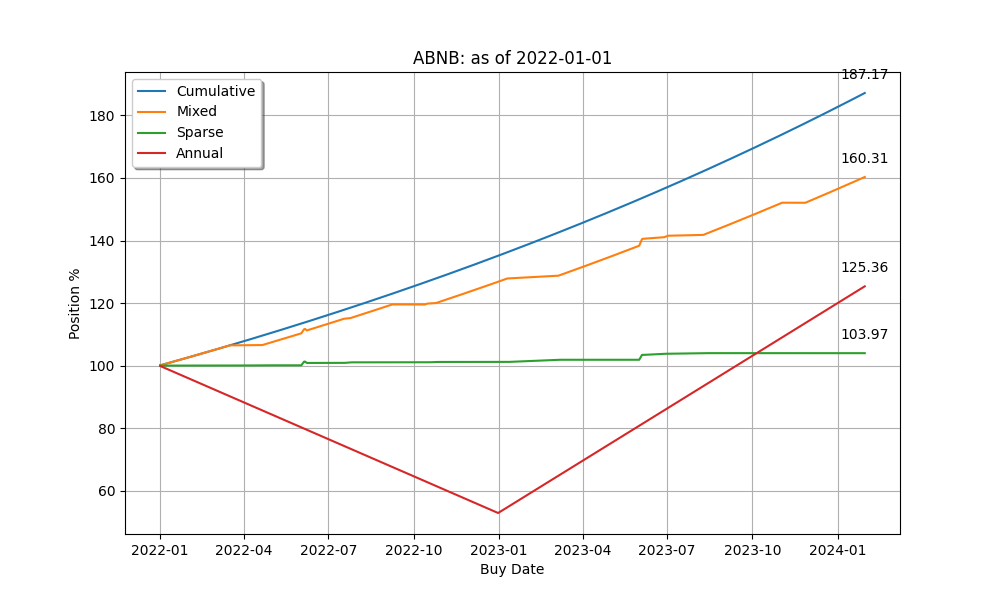 ABNB: as of 2022-01-01
Cumulative
Mixed
Sparse
Annual
187.17
160.31
125.36
103.97
180
160
140
120
100
80
60
Position %
2022-01 2022-04 2022-07 2022-10 2023-01 2023-04 2023-07 2023-10 2024-01
Buy Date